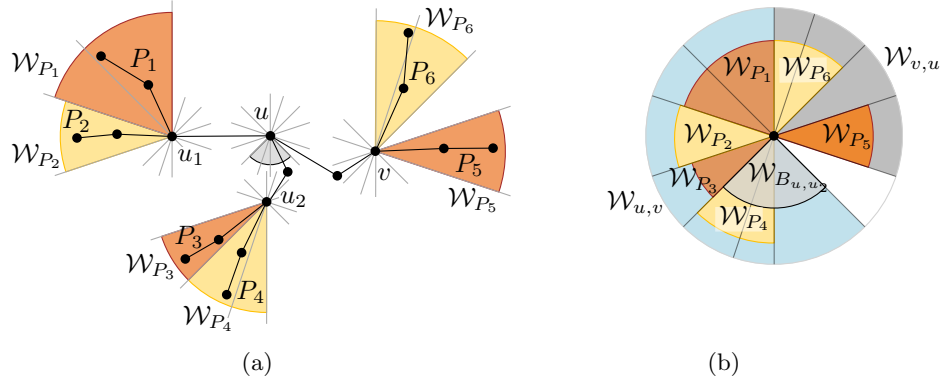 𝒲_{P_1}
P_1
P_2
𝒲_{P_2}
u_1
u
u_2
P_3
𝒲_{P_3}
P_4
𝒲_{P_4}
𝒲_{P_6}
P_6
v
P_5
𝒲_{P_5}
(a)
𝒲_{P_1}
𝒲_{P_6}
𝒲_{v,u}
𝒲_{P_2}
𝒲_{P_5}
𝒲_{P_3}
𝒲_{B_{u,u_2}}
𝒲_{u,v}
𝒲_{P_4}
(b)